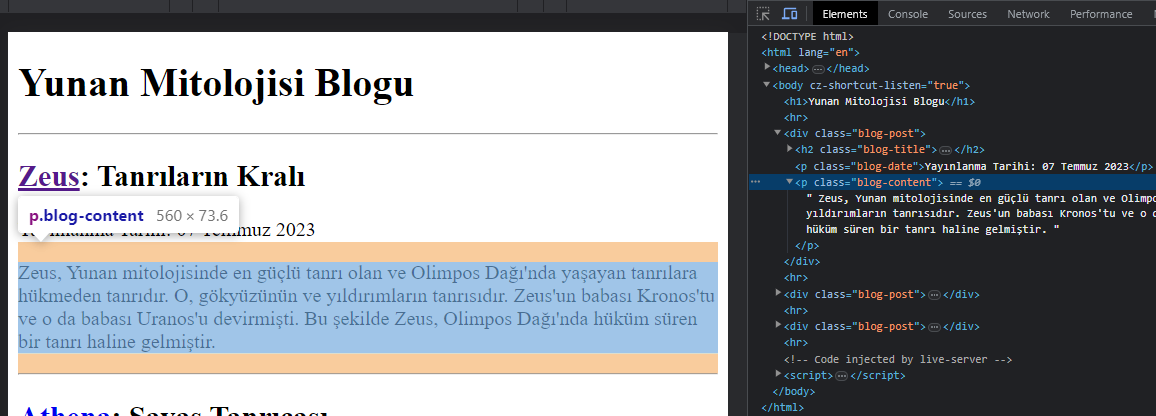 Yunan Mitolojisi Blogu
Zeus: Tanrıların Kralı
p.blog-content 560 × 73.6
Tarihi: 07 Temmuz 2023
Zeus, Yunan mitolojisinde en güçlü tanrı olan ve Olimpos Dağı'nda yaşayan tanrılara
hükmeden tanrıdır. O, gökyüzünün ve yıldırımların tanrısıdır. Zeus'un babası Kronos'tu
ve o da babası Uranos'u devirmişti. Bu şekilde Zeus, Olimpos Dağı'nda hüküm süren
bir tanrı haline gelmiştir.
Athena: Savaş Tanrıçası
Elements Console Sources Network Performance
<!DOCTYPE html>
<html lang="en">
<head>…</head>
<body cz-shortcut-listen="true">
<h1>Yunan Mitolojisi Blogu</h1>
<hr>
<div class="blog-post">
<h2 class="blog-title">…</h2>
<p class="blog-date">Yayınlanma Tarihi: 07 Temmuz 2023</p>
<p class="blog-content"> == $0
" Zeus, Yunan mitolojisinde en güçlü tanrı olan ve Olimpo
yıldırımların tanrısıdır. Zeus'un babası Kronos'tu ve o d
hüküm süren bir tanrı haline gelmiştir. "
</p>
</div>
<hr>
<div class="blog-post">…</div>
<hr>
<div class="blog-post">…</div>
<hr>
<!-- Code injected by live-server -->
<script>…</script>
</body>
</html>